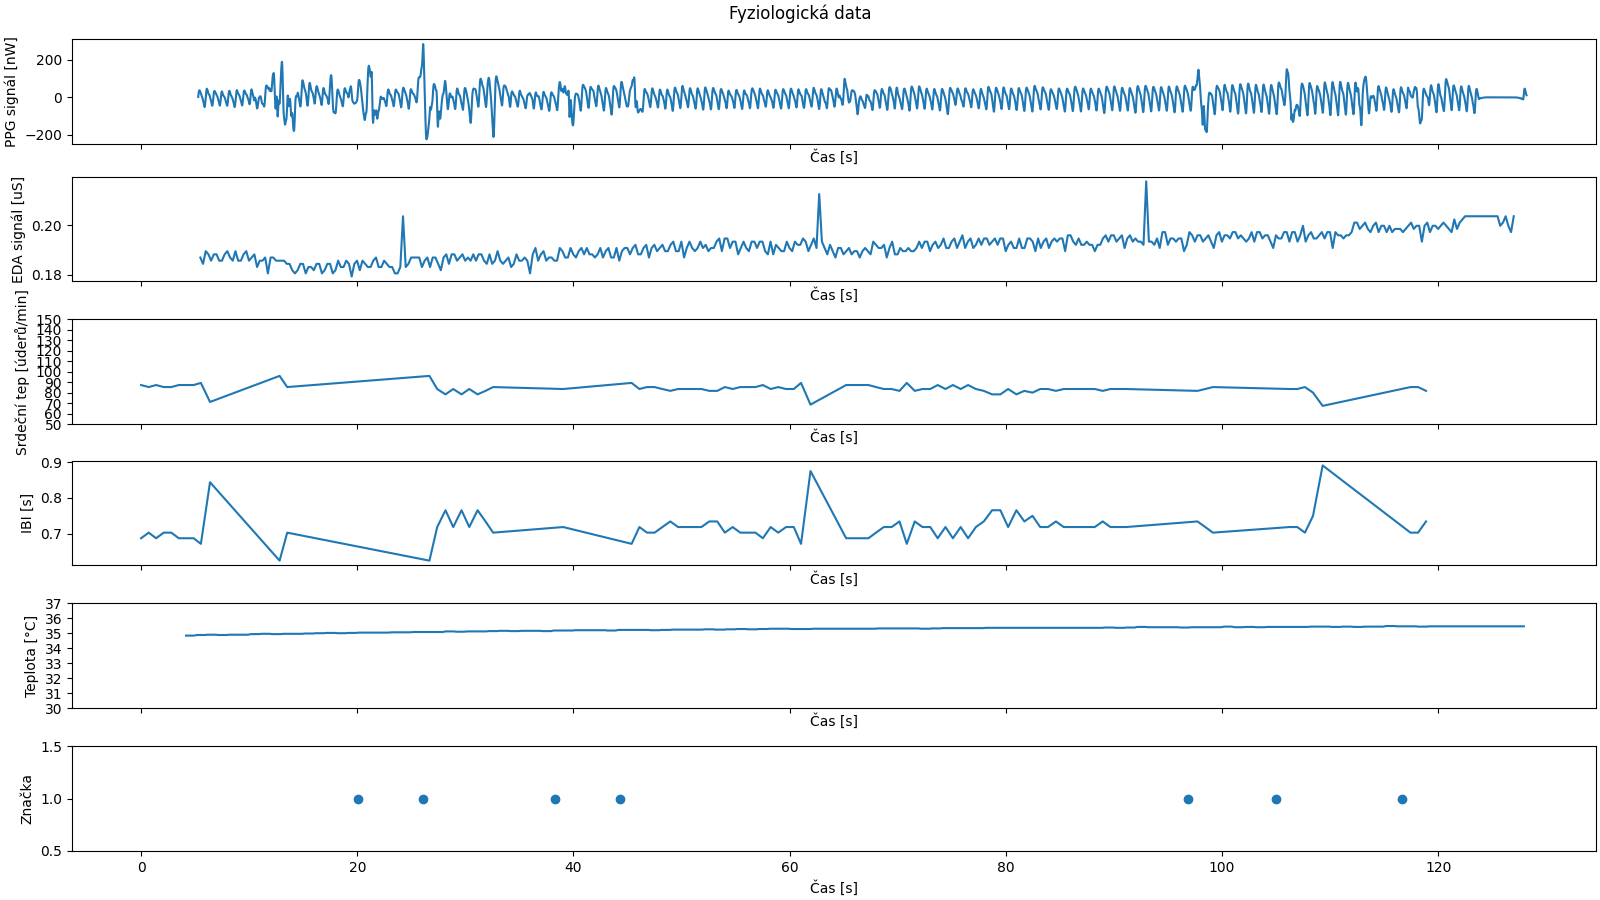 Fyziologická data
PPG signál [nW]
200
0
−200
Čas [s]
EDA signál [uS]
0.20
0.18
Čas [s]
Srdeční tep [úderů/min]
150
140
130
120
110
100
90
80
70
60
50
Čas [s]
IBI [s]
0.9
0.8
0.7
Čas [s]
Teplota [°C]
37
36
35
34
33
32
31
30
Čas [s]
Značka
1.5
1.0
0.5
0 20 40 60 80 100 120
Čas [s]